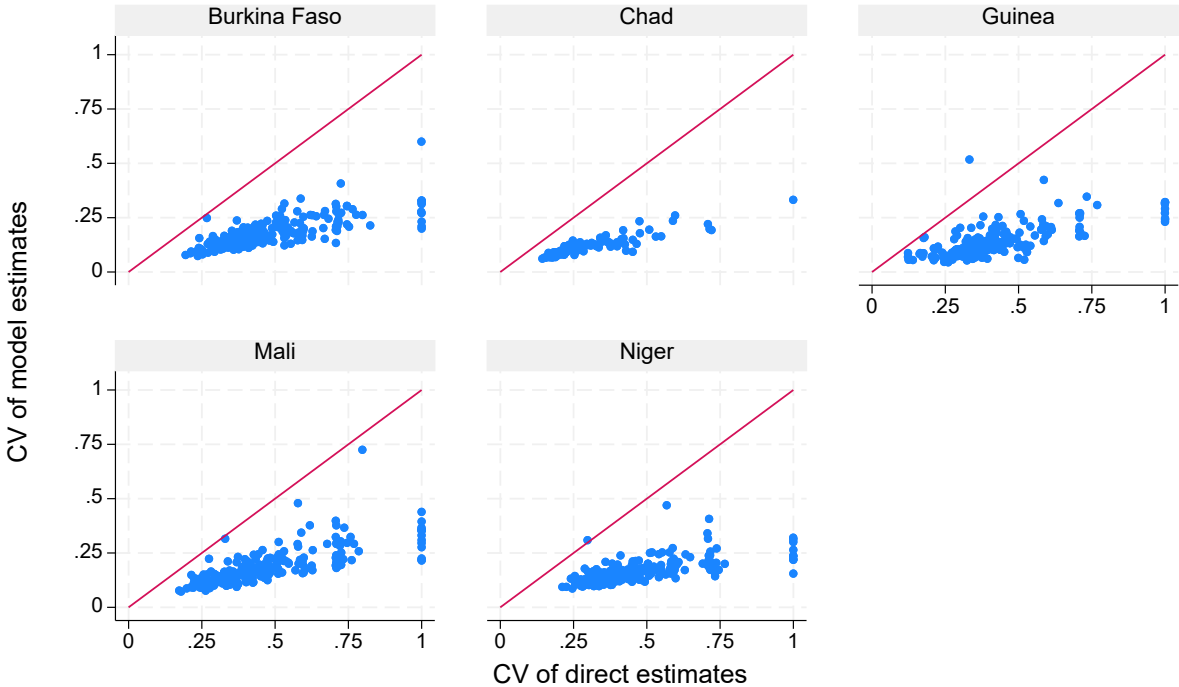 Burkina Faso
Chad
Guinea
1
.75
.5
.25
0
0 .25 .5 .75 1
CV of model estimates
Mali
Niger
1
.75
.5
.25
0
0 .25 .5 .75 1
0 .25 .5 .75 1
CV of direct estimates